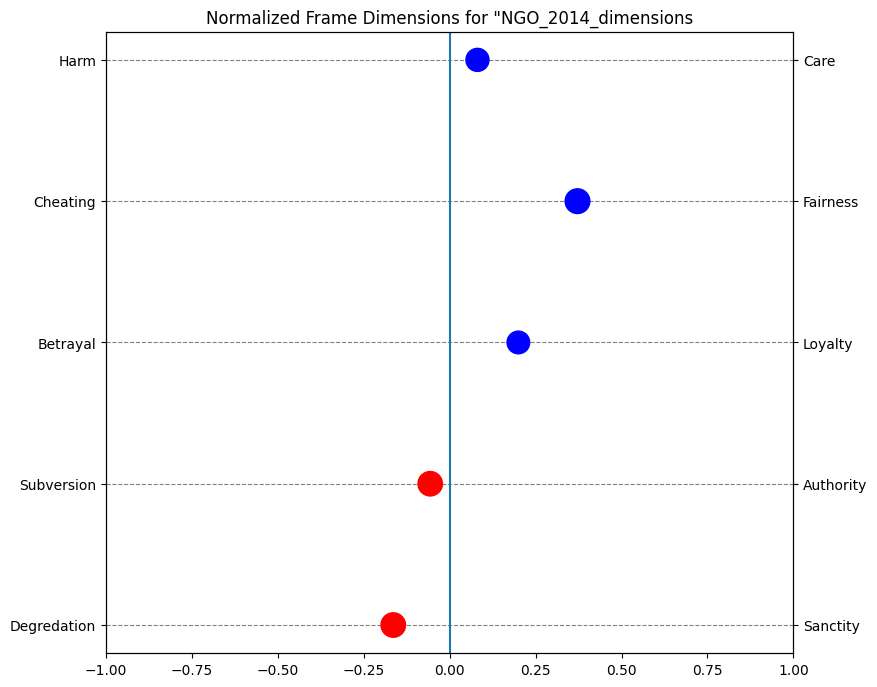 Normalized Frame Dimensions for "NGO_2014_dimensions
Harm
Care
Cheating
Fairness
Betrayal
Loyalty
Subversion
Authority
Degredation
Sanctity
−1.00 −0.75 −0.50 −0.25 0.00 0.25 0.50 0.75 1.00